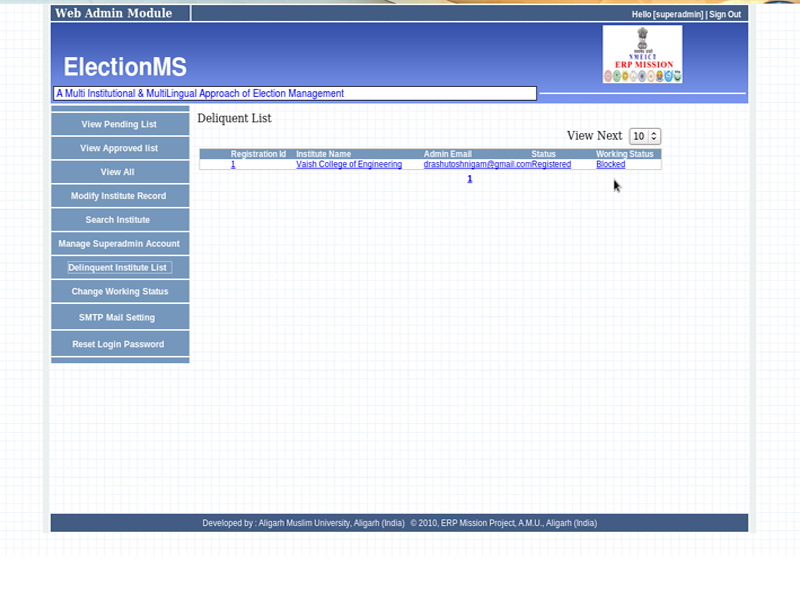 Web Admin Module
Hello [superadmin] | Sign Out
ElectionMS
NMEICT
ERP MISSION
A Multi Institutional & MultiLingual Approach of Election Management
View Pending List
View Approved list
View All
Modify Institute Record
Search Institute
Manage Superadmin Account
Delinquent Institute List
Change Working Status
SMTP Mail Setting
Reset Login Password
Deliquent List
View Next 10
Registration Id Institute Name Admin Email Status Working Status
1 Vaish College of Engineering drashutoshnigam@gmail.com Registered Blocked
1
Developed by : Aligarh Muslim University, Aligarh (India) © 2010, ERP Mission Project, A.M.U., Aligarh (India)